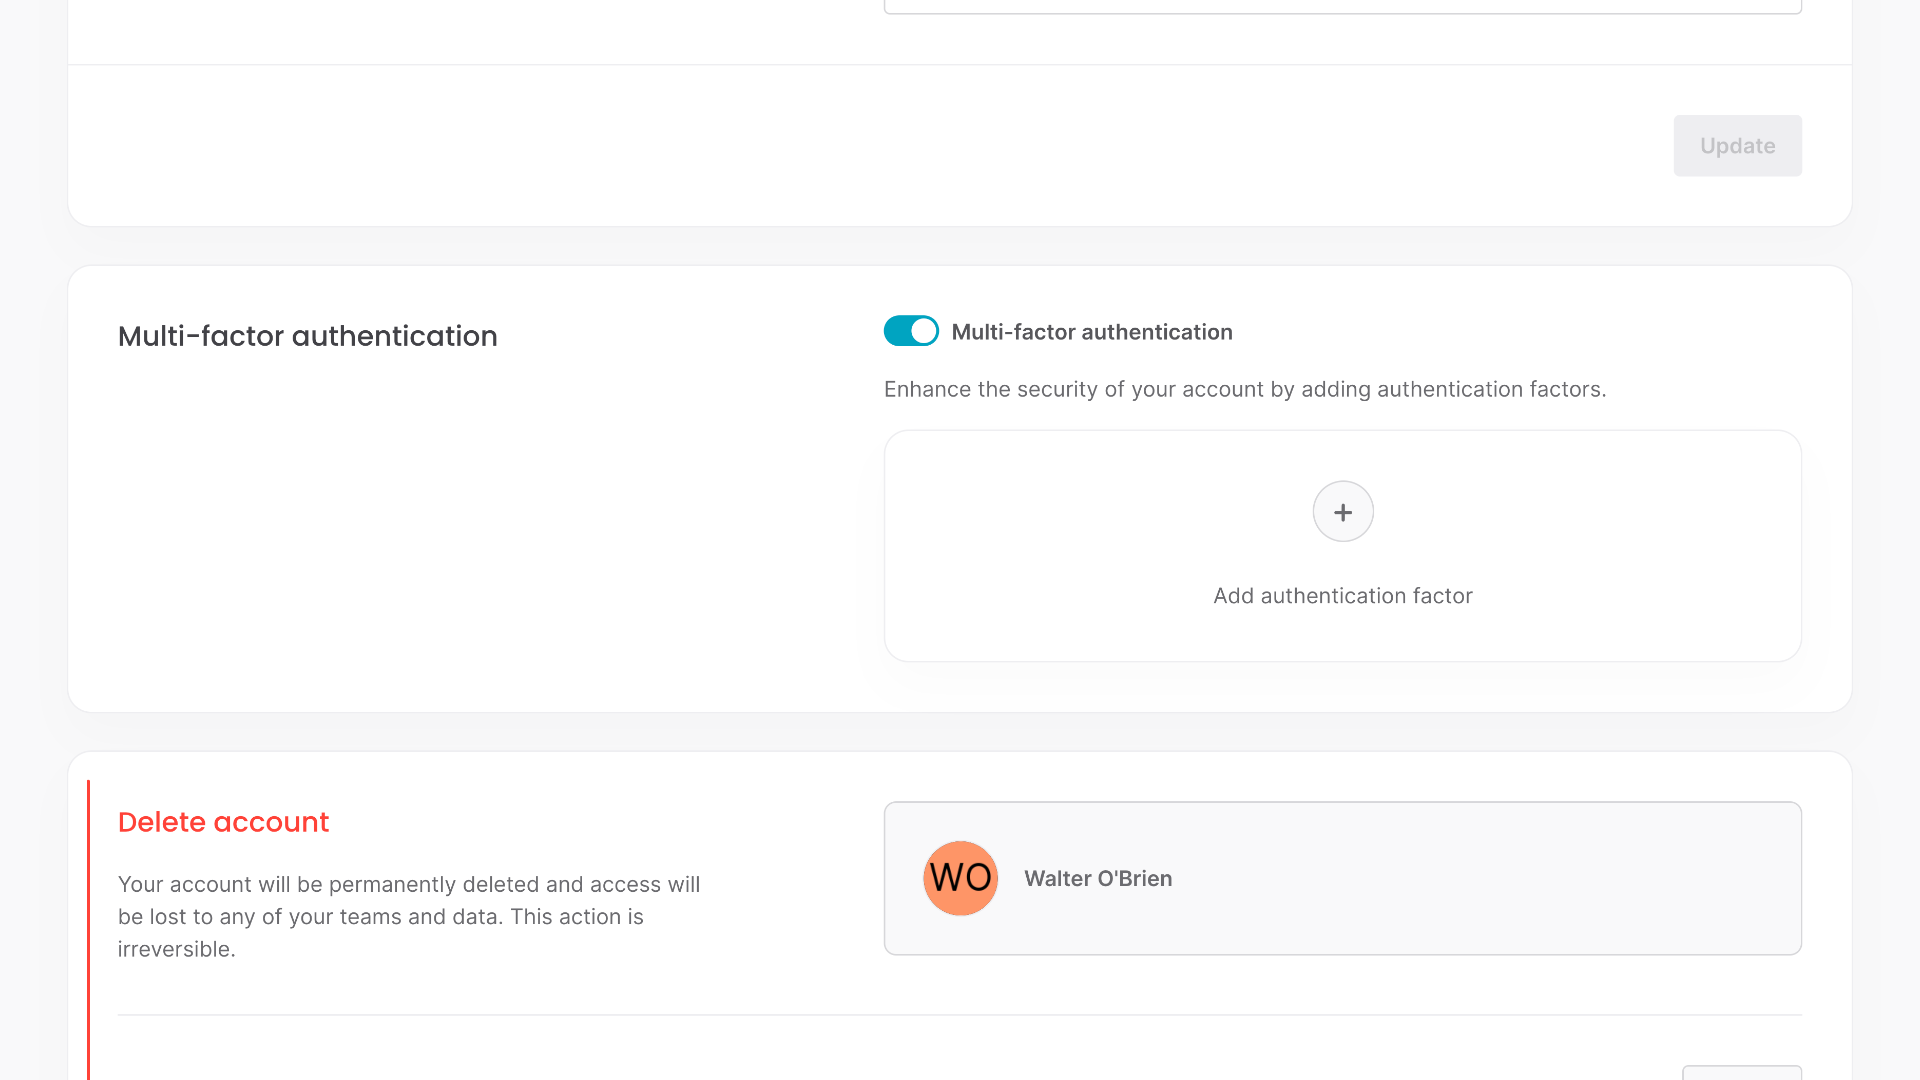 Update
Multi-factor authentication
Multi-factor authentication
Enhance the security of your account by adding authentication factors.
Add authentication factor
Delete account
Your account will be permanently deleted and access will
be lost to any of your teams and data. This action is
irreversible.
WO
Walter O'Brien